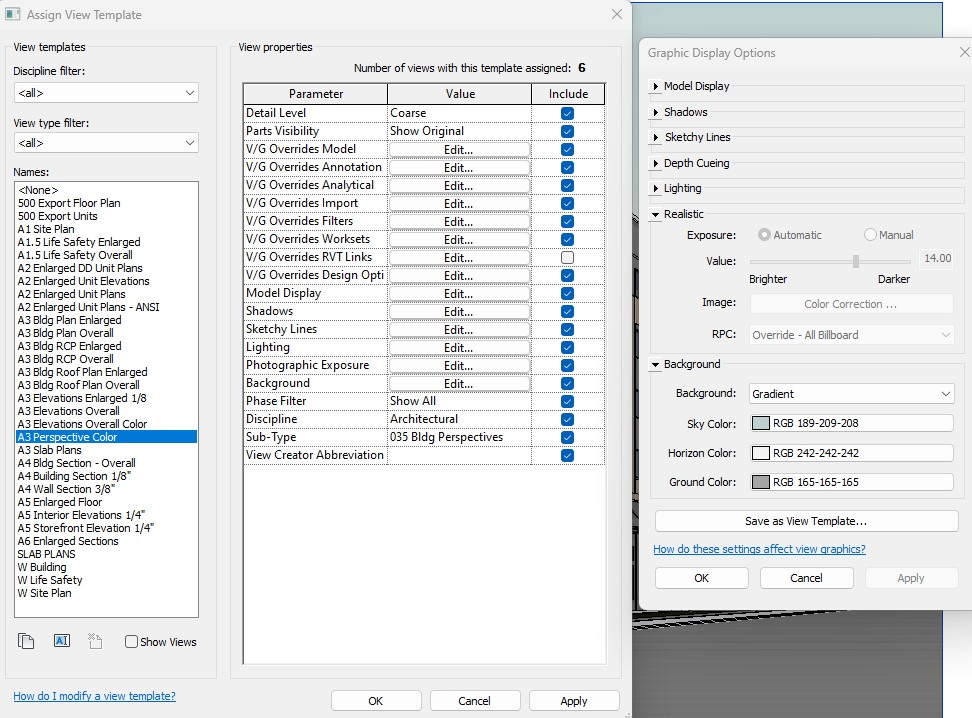 Assign View Template
View templates
Discipline filter:
<all>
View type filter:
<all>
Names:
<None>
500 Export Floor Plan
500 Export Units
A1 Site Plan
A1.5 Life Safety Enlarged
A1.5 Life Safety Overall
A2 Enlarged DD Unit Plans
A2 Enlarged Unit Elevations
A2 Enlarged Unit Plans
A2 Enlarged Unit Plans - ANSI
A3 Bldg Plan Enlarged
A3 Bldg Plan Overall
A3 Bldg RCP Enlarged
A3 Bldg RCP Overall
A3 Bldg Roof Plan Enlarged
A3 Bldg Roof Plan Overall
A3 Elevations Enlarged 1/8
A3 Elevations Overall
A3 Elevations Overall Color
A3 Perspective Color
A3 Slab Plans
A4 Bldg Section - Overall
A4 Building Section 1/8"
A4 Wall Section 3/8"
A5 Enlarged Floor
A5 Interior Elevations 1/4"
A5 Storefront Elevation 1/4"
A6 Enlarged Sections
SLAB PLANS
W Building
W Life Safety
W Site Plan
Show Views
How do I modify a view template?
View properties
Number of views with this template assigned: 6
Parameter Value Include
Detail Level Coarse
Parts Visibility Show Original
V/G Overrides Model Edit...
V/G Overrides Annotation Edit...
V/G Overrides Analytical Edit...
V/G Overrides Import Edit...
V/G Overrides Filters Edit...
V/G Overrides Worksets Edit...
V/G Overrides RVT Links Edit...
V/G Overrides Design Opti Edit...
Model Display Edit...
Shadows Edit...
Sketchy Lines Edit...
Lighting Edit...
Photographic Exposure Edit...
Background Edit...
Phase Filter Show All
Discipline Architectural
Sub-Type 035 Bldg Perspectives
View Creator Abbreviation
OK Cancel Apply
Graphic Display Options
Model Display
Shadows
Sketchy Lines
Depth Cueing
Lighting
Realistic
Exposure: Automatic Manual
Value: 14.00
Brighter Darker
Image: Color Correction ...
RPC: Override - All Billboard
Background
Background: Gradient
Sky Color: RGB 189-209-208
Horizon Color: RGB 242-242-242
Ground Color: RGB 165-165-165
Save as View Template...
How do these settings affect view graphics?
OK Cancel Apply